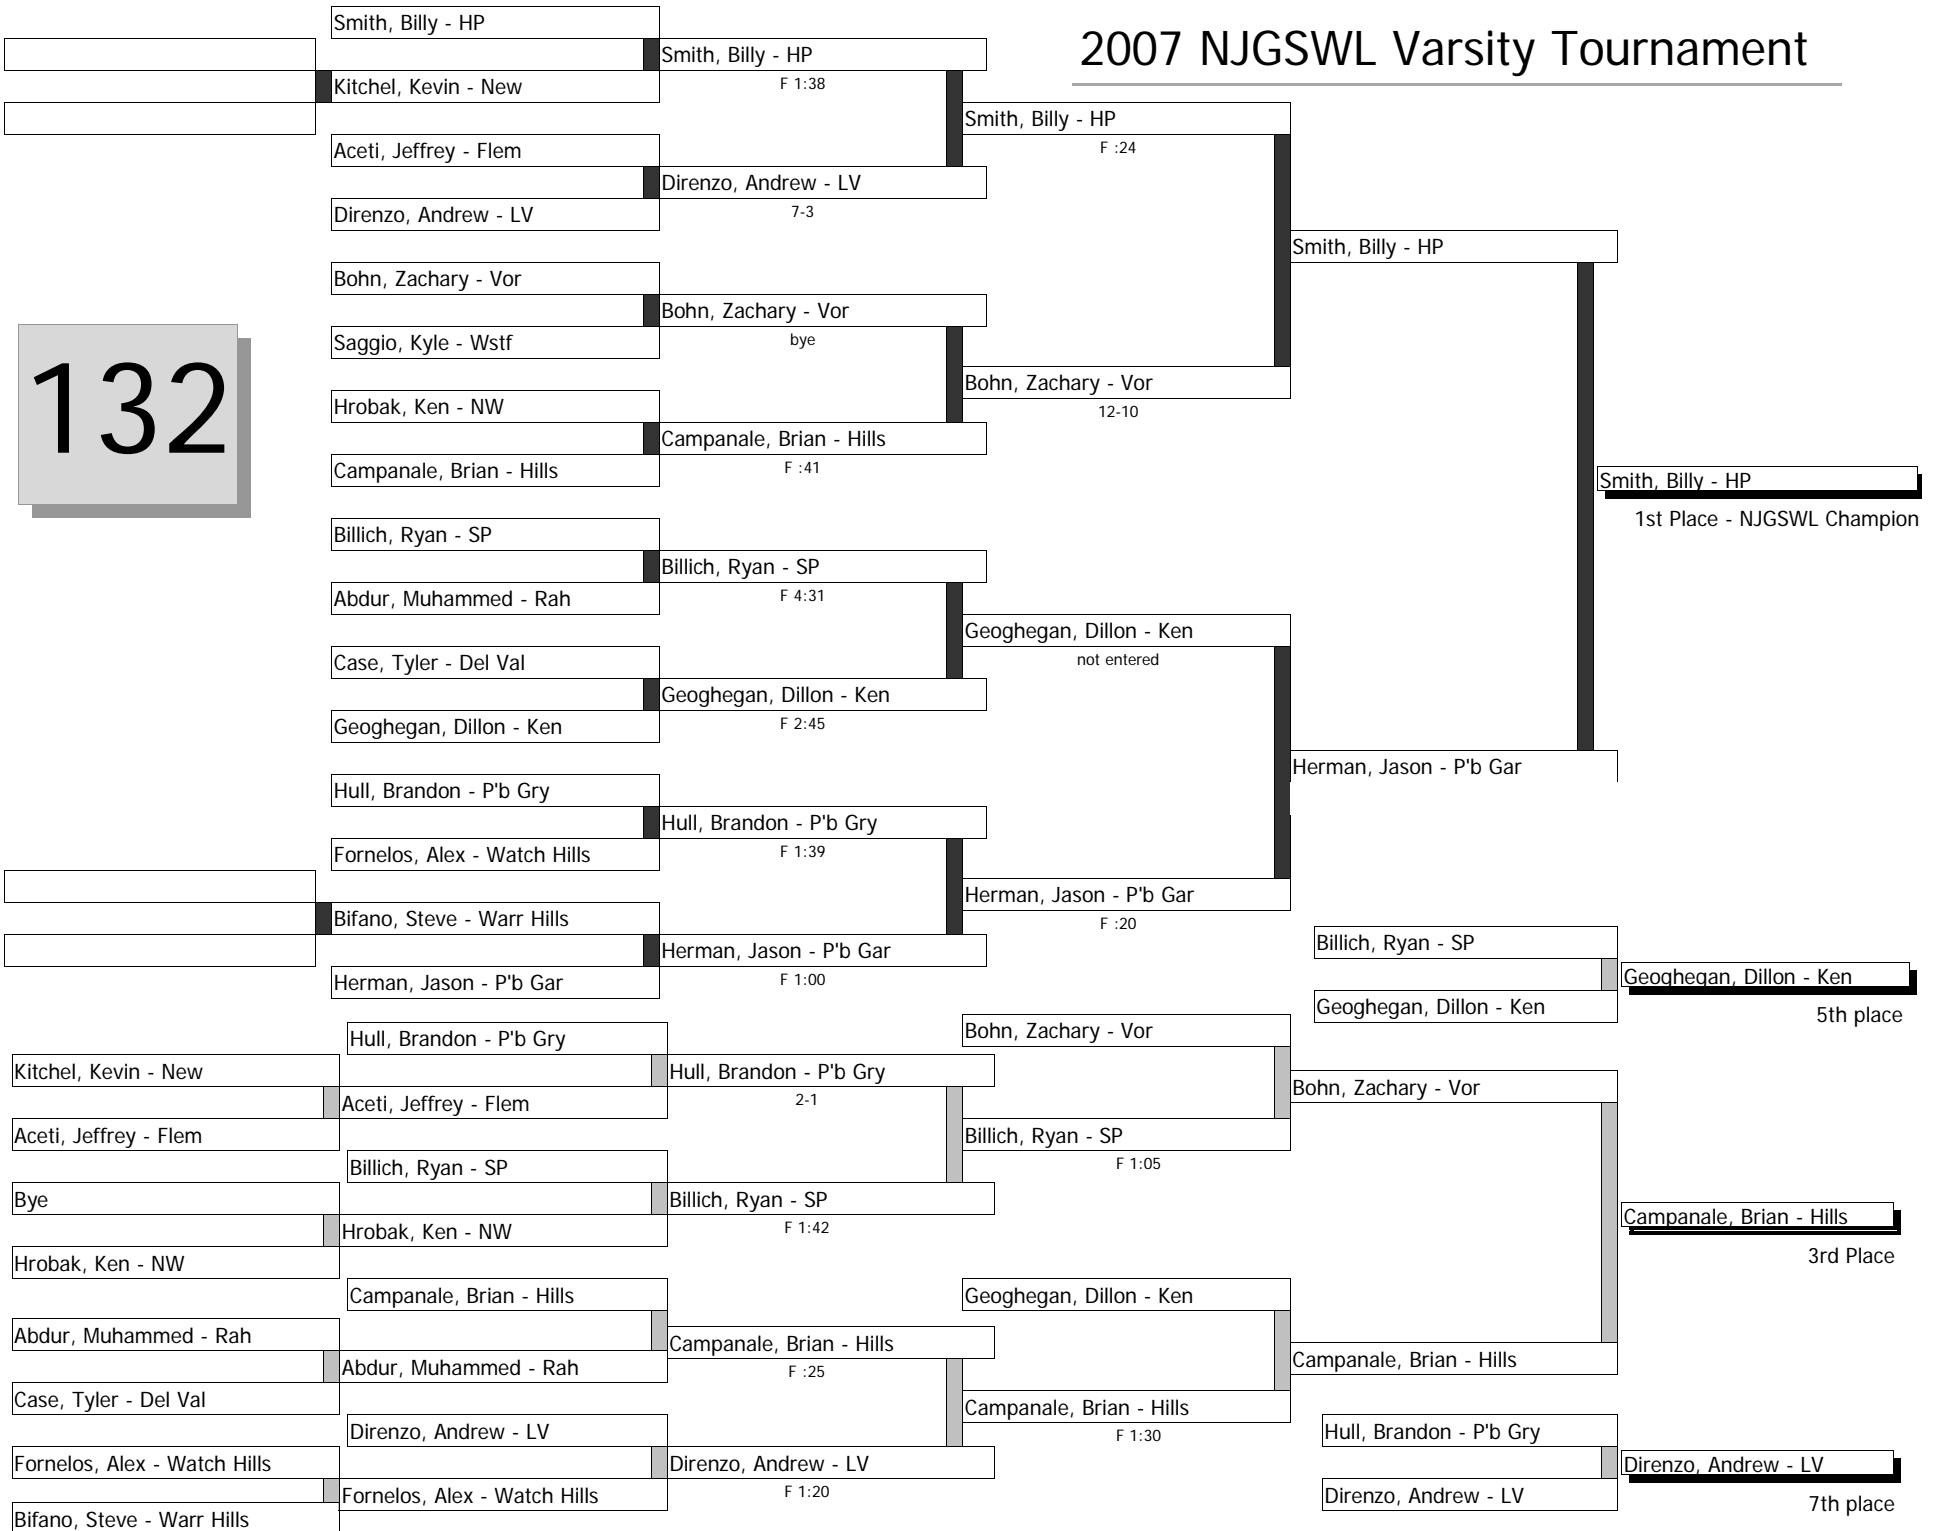 2007 NJGSWL Varsity Tournament
132
Smith, Billy - HP
Kitchel, Kevin - New
Aceti, Jeffrey - Flem
Direnzo, Andrew - LV
Bohn, Zachary - Vor
Saggio, Kyle - Wstf
Hrobak, Ken - NW
Campanale, Brian - Hills
Billich, Ryan - SP
Abdur, Muhammed - Rah
Case, Tyler - Del Val
Geoghegan, Dillon - Ken
Hull, Brandon - P'b Gry
Fornelos, Alex - Watch Hills
Bifano, Steve - Warr Hills
Herman, Jason - P'b Gar
Smith, Billy - HP
F 1:38
Direnzo, Andrew - LV
7-3
Bohn, Zachary - Vor
bye
Campanale, Brian - Hills
F :41
Billich, Ryan - SP
F 4:31
Geoghegan, Dillon - Ken
F 2:45
Hull, Brandon - P'b Gry
F 1:39
Herman, Jason - P'b Gar
F 1:00
Smith, Billy - HP
F :24
Bohn, Zachary - Vor
12-10
Geoghegan, Dillon - Ken
not entered
Herman, Jason - P'b Gar
F :20
Smith, Billy - HP
Herman, Jason - P'b Gar
Smith, Billy - HP
1st Place - NJGSWL Champion
Kitchel, Kevin - New
Aceti, Jeffrey - Flem
Bye
Hrobak, Ken - NW
Abdur, Muhammed - Rah
Case, Tyler - Del Val
Fornelos, Alex - Watch Hills
Bifano, Steve - Warr Hills
Hull, Brandon - P'b Gry
Aceti, Jeffrey - Flem
Billich, Ryan - SP
Hrobak, Ken - NW
Campanale, Brian - Hills
Abdur, Muhammed - Rah
Direnzo, Andrew - LV
Fornelos, Alex - Watch Hills
Hull, Brandon - P'b Gry
2-1
Billich, Ryan - SP
F 1:42
Campanale, Brian - Hills
F :25
Direnzo, Andrew - LV
F 1:20
Bohn, Zachary - Vor
Billich, Ryan - SP
F 1:05
Geoghegan, Dillon - Ken
Campanale, Brian - Hills
F 1:30
Billich, Ryan - SP
Geoghegan, Dillon - Ken
Geoghegan, Dillon - Ken
5th place
Bohn, Zachary - Vor
Campanale, Brian - Hills
Campanale, Brian - Hills
3rd Place
Hull, Brandon - P'b Gry
Direnzo, Andrew - LV
Direnzo, Andrew - LV
7th place